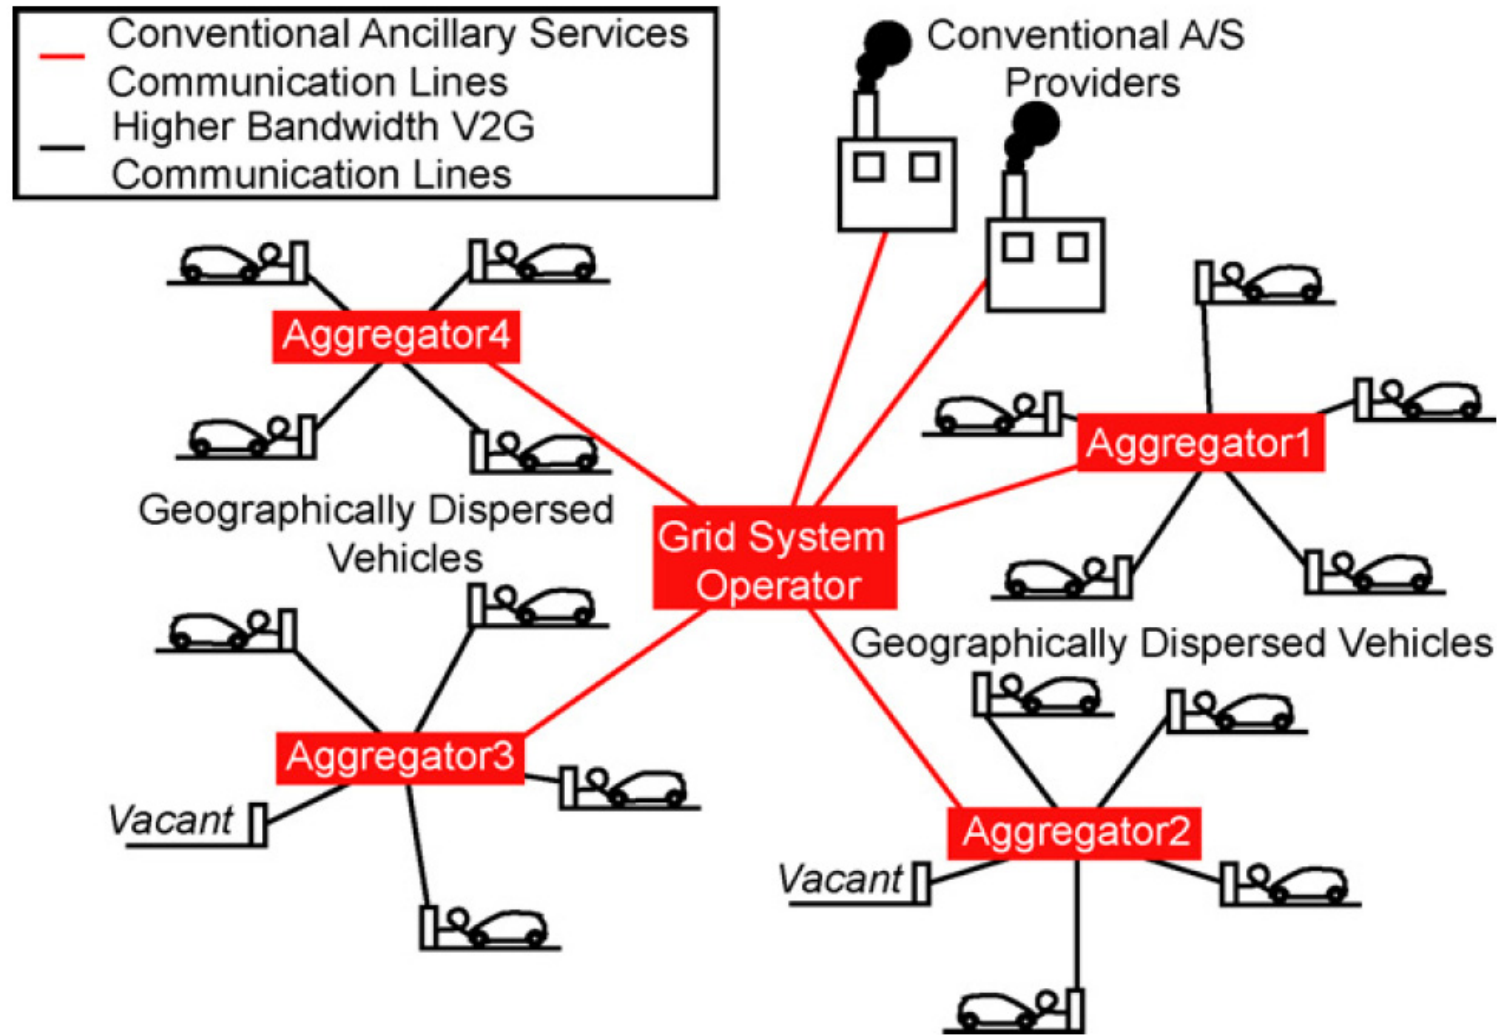 Conventional Ancillary Services
Communication Lines
Higher Bandwidth V2G
Communication Lines
Conventional A/S
Providers
Aggregator4
Aggregator1
Geographically Dispersed
Vehicles
Grid System
Operator
Geographically Dispersed Vehicles
Aggregator3
Vacant
Aggregator2
Vacant